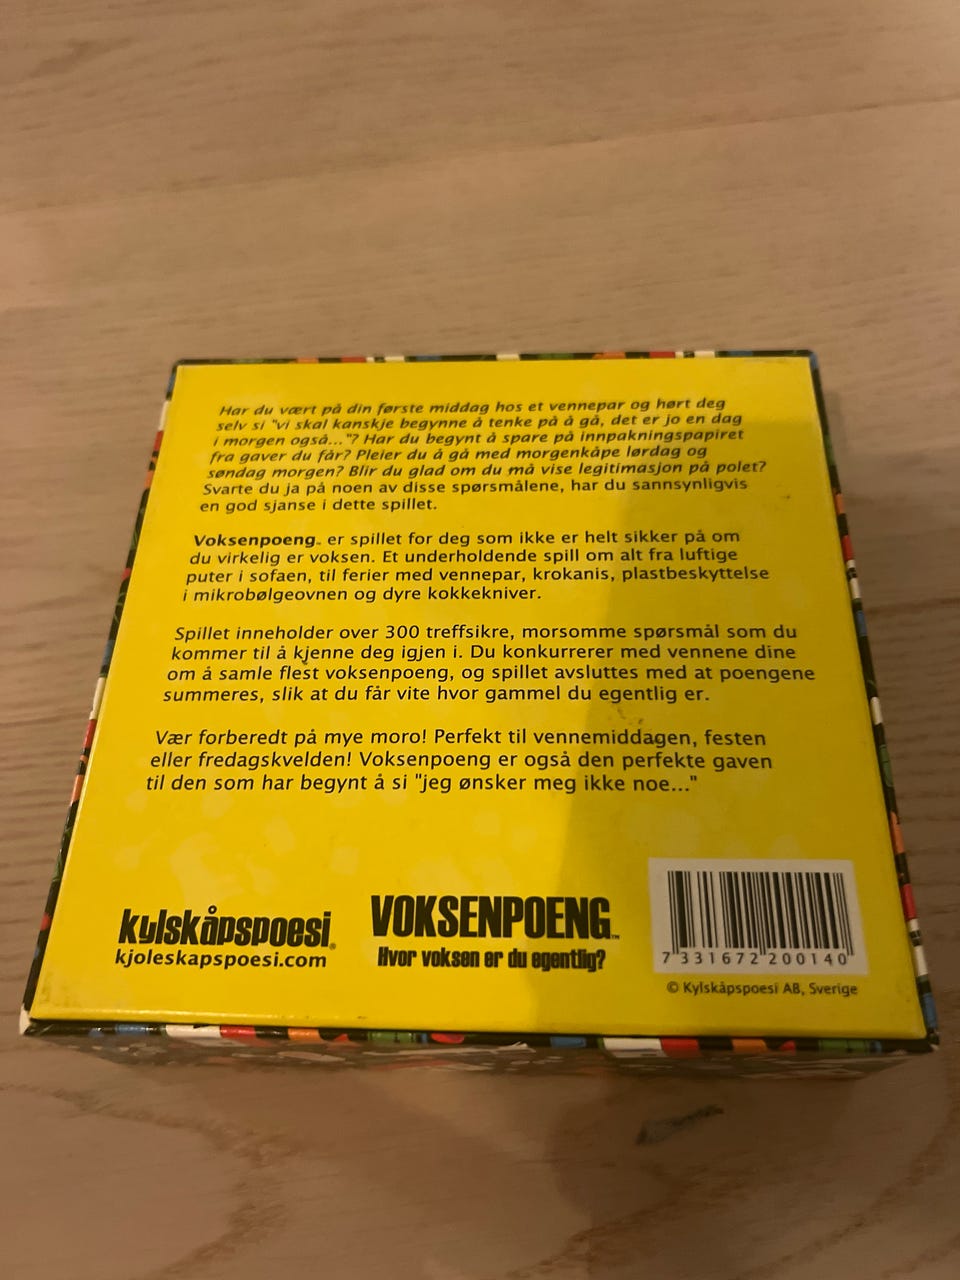 Har du vært på din første middag hos et vennepar og hørt deg
selv si "vi skal kanskje begynne å tenke på å gå, det er jo en dag
i morgen også..."? Har du begynt å spare på innpakningspapiret
fra gaver du får? Pleier du å gå med morgenkåpe lørdag og
søndag morgen? Blir du glad om du må vise legitimasjon på polet?
Svarte du ja på noen av disse spørsmålene, har du sannsynligvis
en god sjanse i dette spillet.
Voksenpoeng™ er spillet for deg som ikke er helt sikker på om
du virkelig er voksen. Et underholdende spill om alt fra luftige
puter i sofaen, til ferier med vennepar, krokanis, plastbeskyttelse
i mikrobølgeovnen og dyre kokkekniver.
Spillet inneholder over 300 treffsikre, morsomme spørsmål som du
kommer til å kjenne deg igjen i. Du konkurrerer med vennene dine
om å samle flest voksenpoeng, og spillet avsluttes med at poengene
summeres, slik at du får vite hvor gammel du egentlig er.
Vær forberedt på mye moro! Perfekt til vennemiddagen, festen
eller fredagskvelden! Voksenpoeng er også den perfekte gaven
til den som har begynt å si "jeg ønsker meg ikke noe..."
kylskåpspoesi®
kjoleskapspoesi.com
VOKSENPOENG™
Hvor voksen er du egentlig?
7 331672 200140
© Kylskåpspoesi AB, Sverige